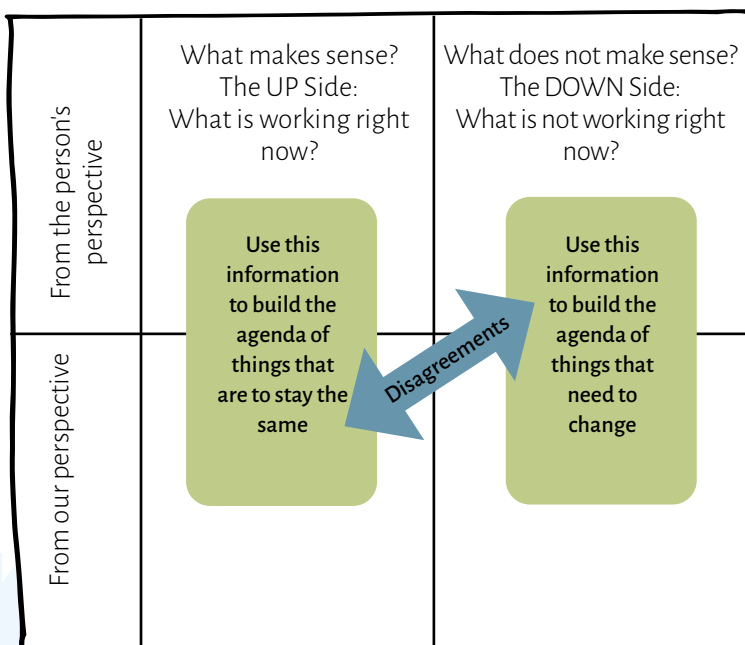 What makes sense?
The UP Side:
What is working right
now?
What does not make sense?
The DOWN Side:
What is not working right
now?
From the person's
perspective
Use this
information
to build the
agenda of
things that
are to stay the
same
Disagreements
Use this
information
to build the
agenda of
things that
need to
change
From our perspective